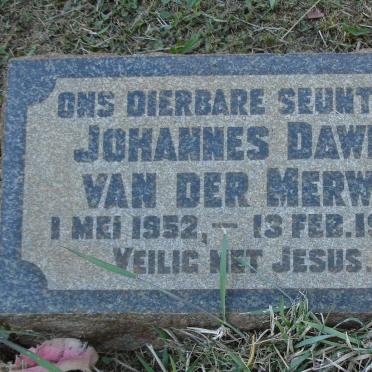 ONS DIERBARE SEUNT
JOHANNES DAW
VAN DER MERW
1 MEI 1952, — 13 FEB. 19
VEILIG MET JESUS.